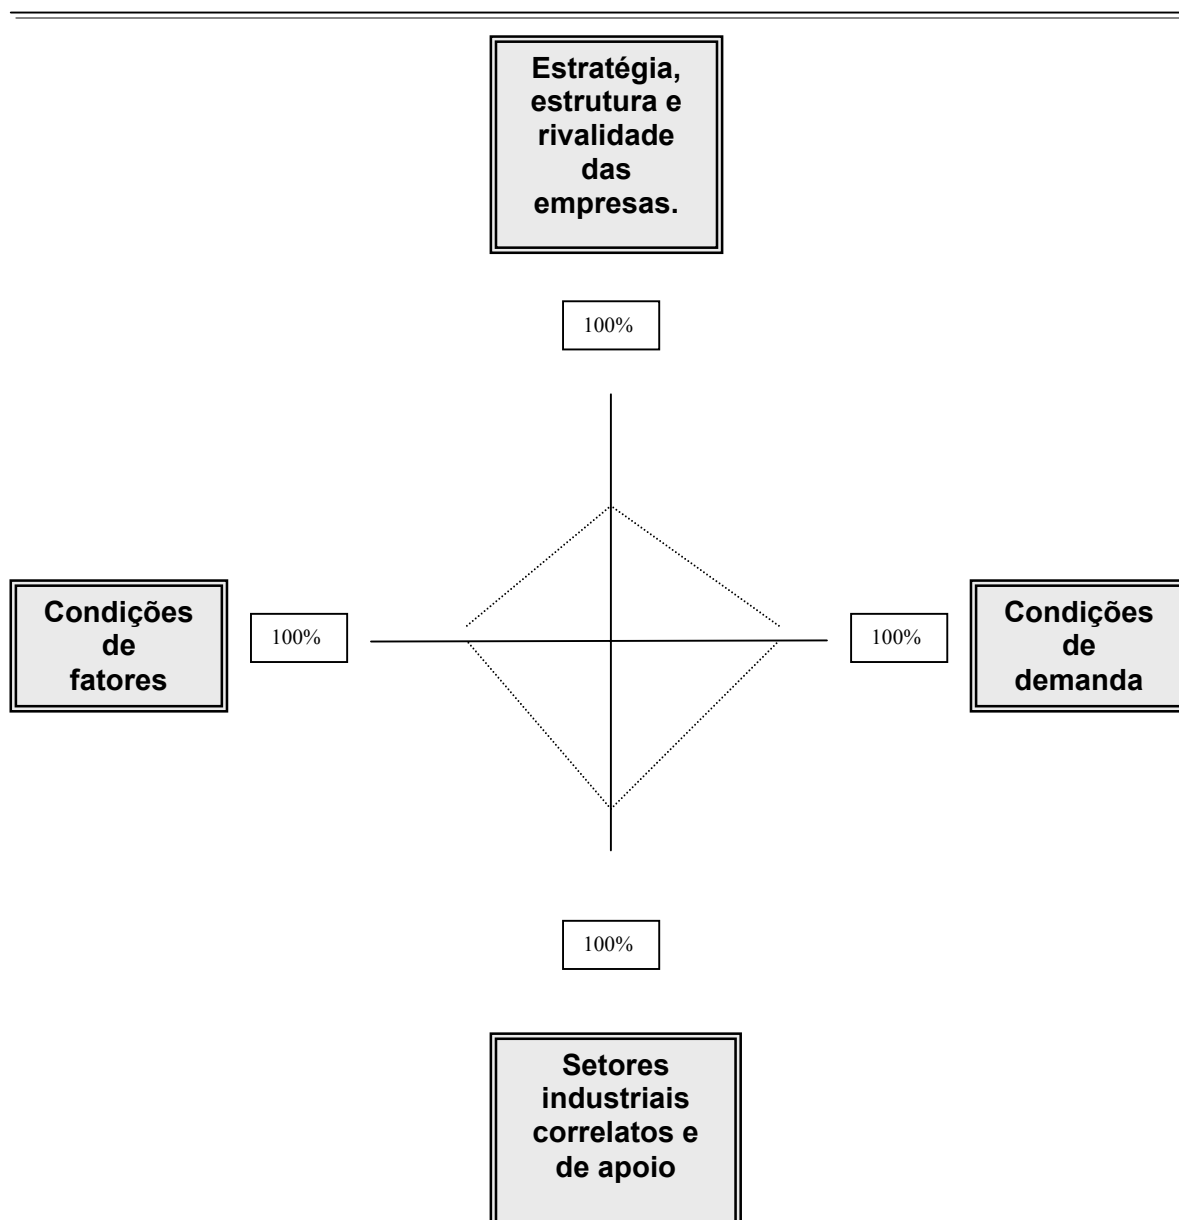 Estratégia,
estrutura e
rivalidade
das
empresas.
100%
Condições
de
fatores
100%
100%
Condições
de
demanda
100%
Setores
industriais
correlatos e
de apoio